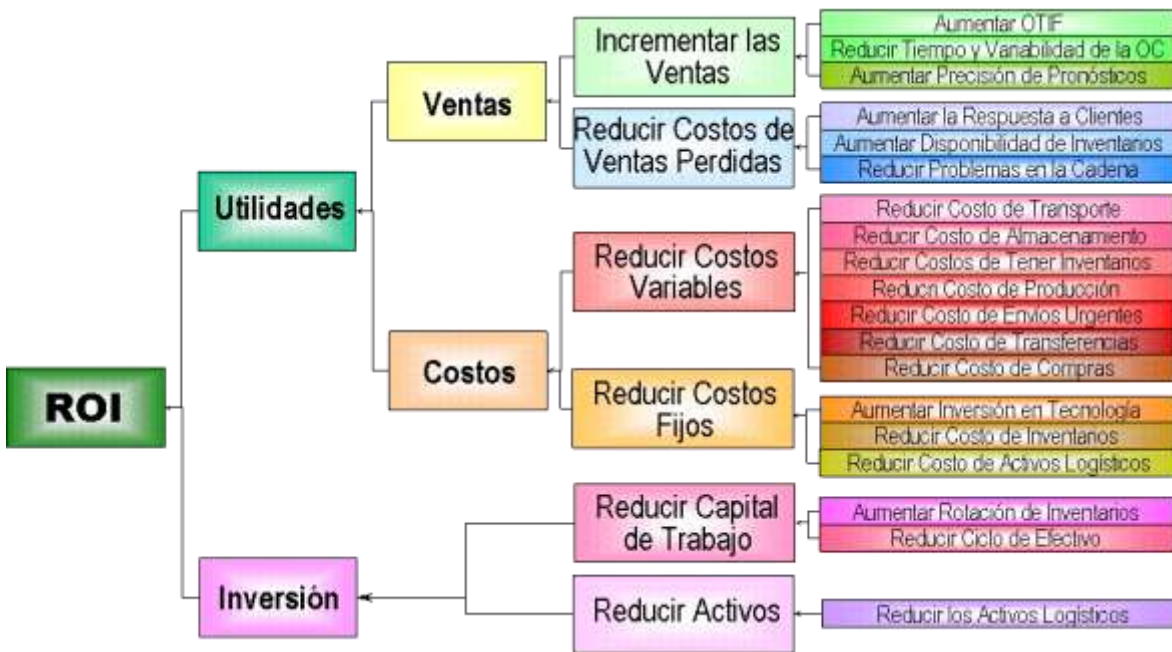 Aumentar OTIF
Incrementar las
Ventas
Reducir Tiempo y Variabilidad de la OC
Aumentar Precisión de Pronósticos
Ventas
Reducir Costos de
Ventas Perdidas
Aumentar la Respuesta a Clientes
Aumentar Disponibilidad de Inventarios
Reducir Problemas en la Cadena
Utilidades
Reducir Costos
Variables
Reducir Costo de Transporte
Reducir Costo de Almacenamiento
Reducir Costos de Tener Inventarios
Reducn Costo de Producción
Reducir Costo de Envíos Urgentes
Reducir Costo de Transferencias
Reducir Costo de Compras
Costos
ROI
Reducir Costos
Fijos
Aumentar Inversión en Tecnología
Reducir Costo de Inventarios
Reducir Costo de Activos Logísticos
Reducir Capital
de Trabajo
Aumentar Rotación de Inventarios
Reducir Ciclo de Efectivo
Inversión
Reducir Activos
Reducir los Activos Logísticos